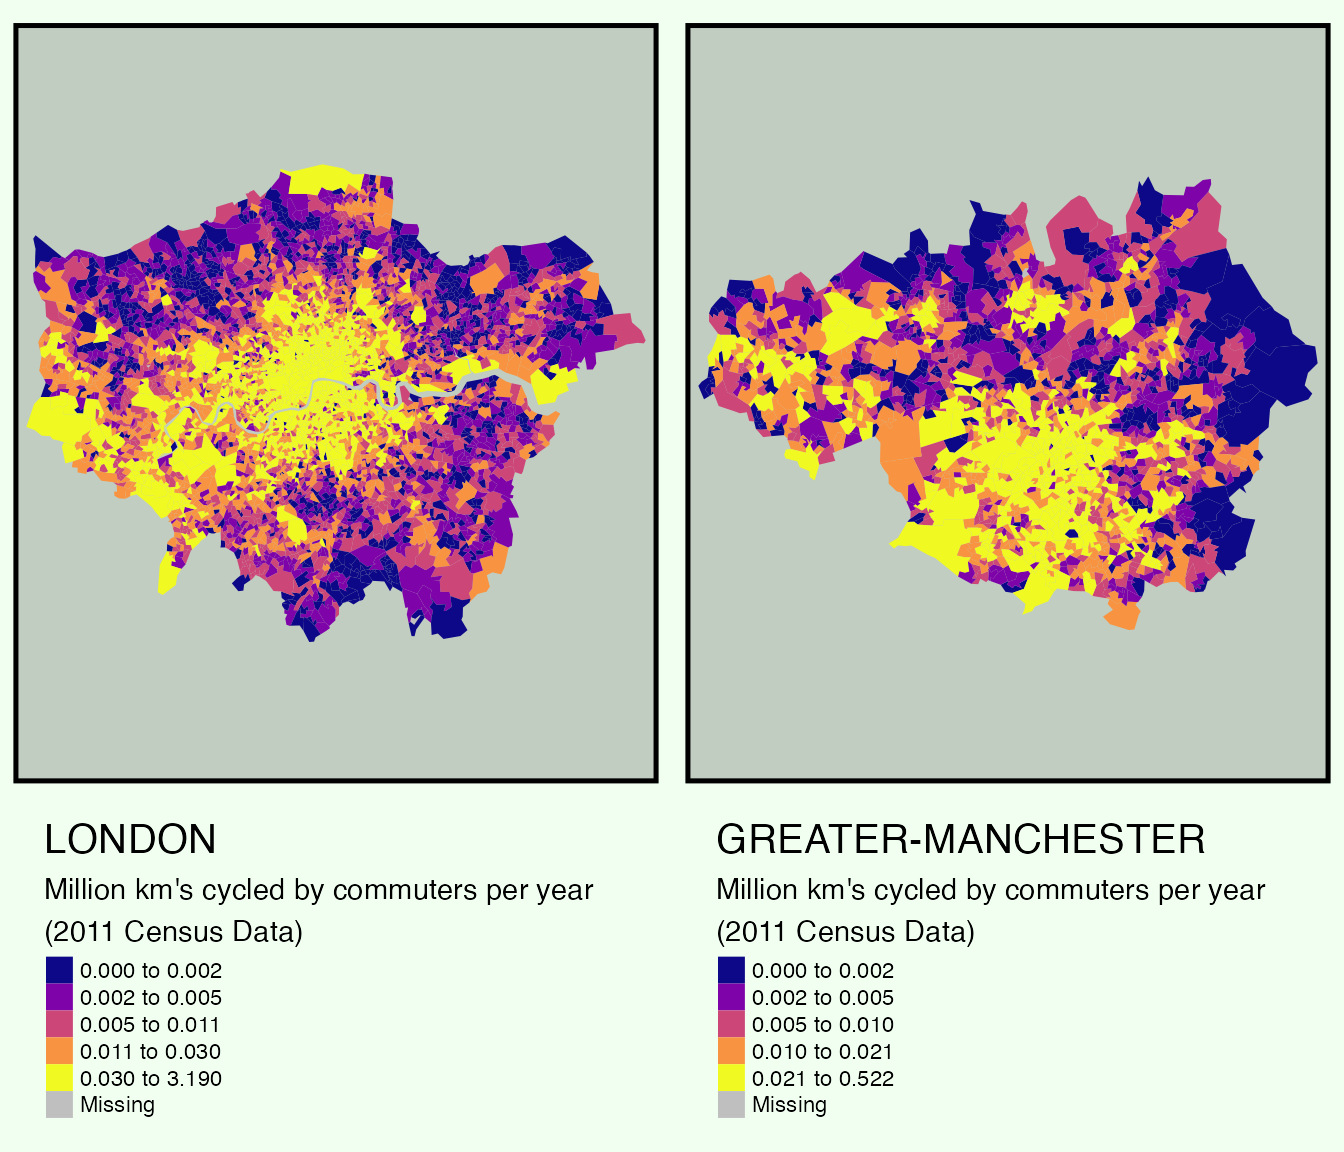 LONDON
Million km's cycled by commuters per year
(2011 Census Data)
0.000 to 0.002
0.002 to 0.005
0.005 to 0.011
0.011 to 0.030
0.030 to 3.190
Missing
GREATER-MANCHESTER
Million km's cycled by commuters per year
(2011 Census Data)
0.000 to 0.002
0.002 to 0.005
0.005 to 0.010
0.010 to 0.021
0.021 to 0.522
Missing